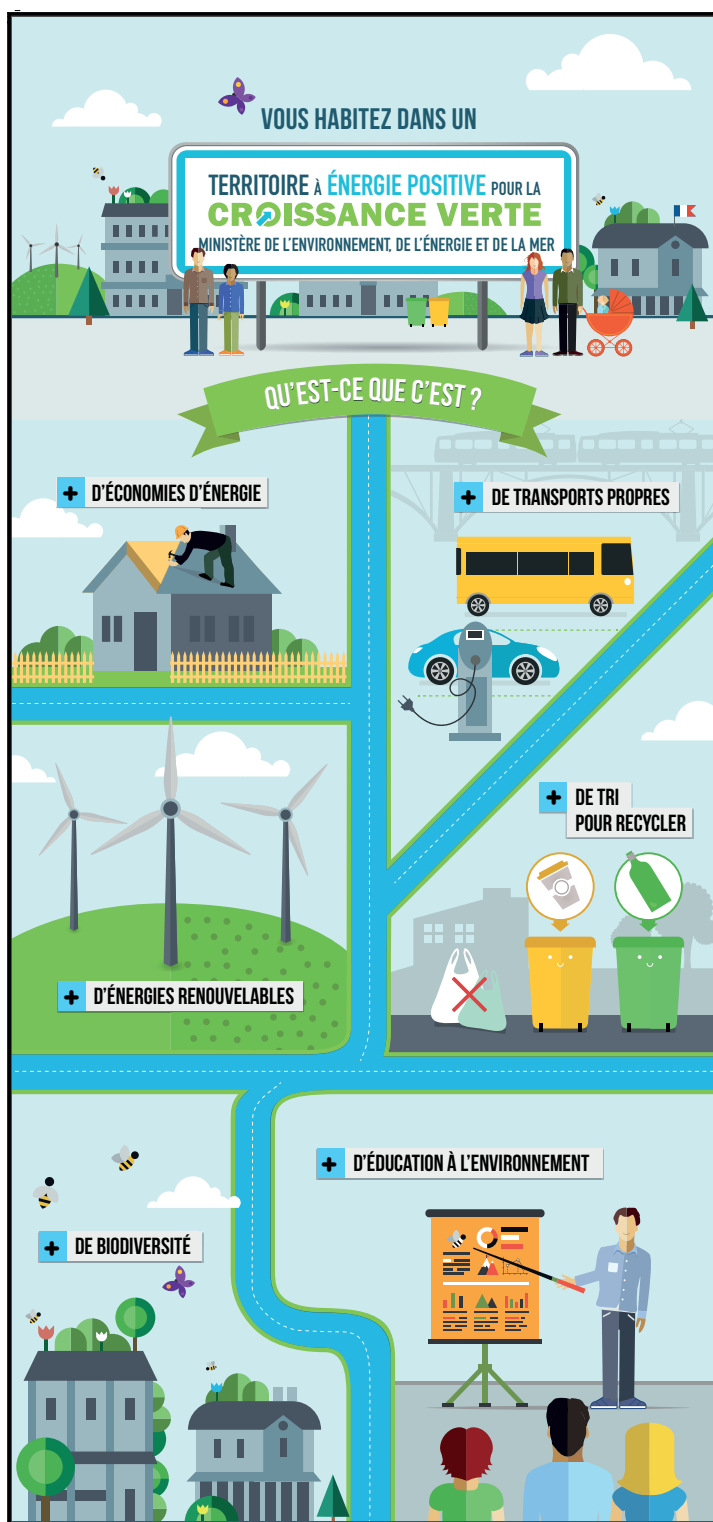 VOUS HABITEZ DANS UN
TERRITOIRE À ÉNERGIE POSITIVE POUR LA
CROISSANCE VERTE
MINISTÈRE DE L'ENVIRONNEMENT, DE L'ÉNERGIE ET DE LA MER
QU'EST-CE QUE C'EST ?
+ D'ÉCONOMIES D'ÉNERGIE
+ DE TRANSPORTS PROPRES
+ DE TRI
POUR RECYCLER
+ D'ÉNERGIES RENOUVELABLES
+ D'ÉDUCATION À L'ENVIRONNEMENT
+ DE BIODIVERSITÉ